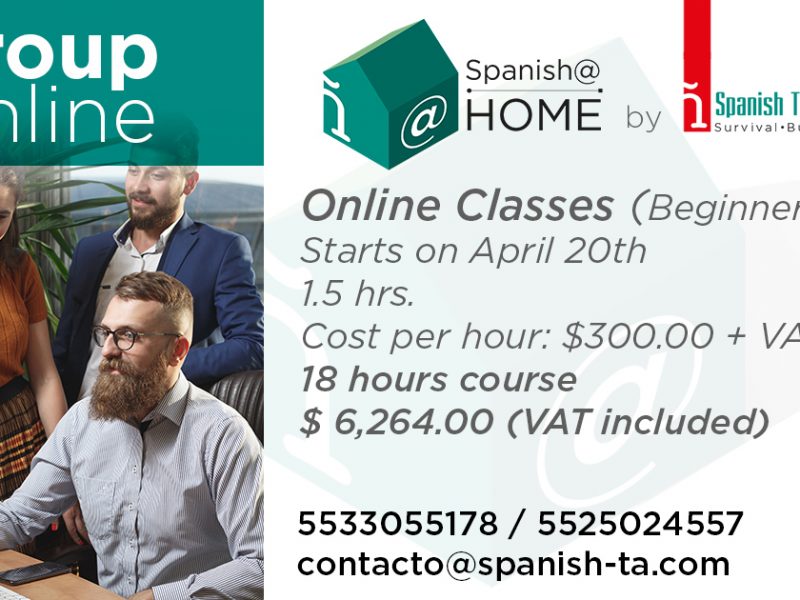 roup
nline
Spanish@
HOME by
ñ @
ñ Spanish T
Survival•Bu
Online Classes (Beginner
Starts on April 20th
1.5 hrs.
Cost per hour: $300.00 + VA
18 hours course
$ 6,264.00 (VAT included)
5533055178 / 5525024557
contacto@spanish-ta.com